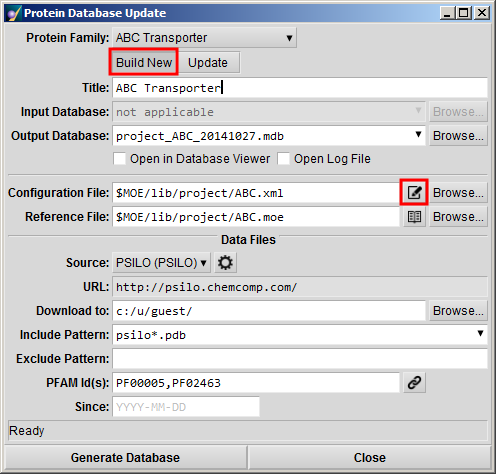 Protein Database Update
Protein Family: ABC Transporter
Build New Update
Title: ABC Transporter
Input Database: not applicable Browse...
Output Database: project_ABC_20141027.mdb Browse...
Open in Database Viewer Open Log File
Configuration File: $MOE/lib/project/ABC.xml Browse...
Reference File: $MOE/lib/project/ABC.moe Browse...
Data Files
Source: PSILO (PSILO)
URL: http://psilo.chemcomp.com/
Download to: c:/u/guest/ Browse...
Include Pattern: psilo*.pdb
Exclude Pattern:
PFAM Id(s): PF00005,PF02463
Since: YYYY-MM-DD
Ready
Generate Database Close